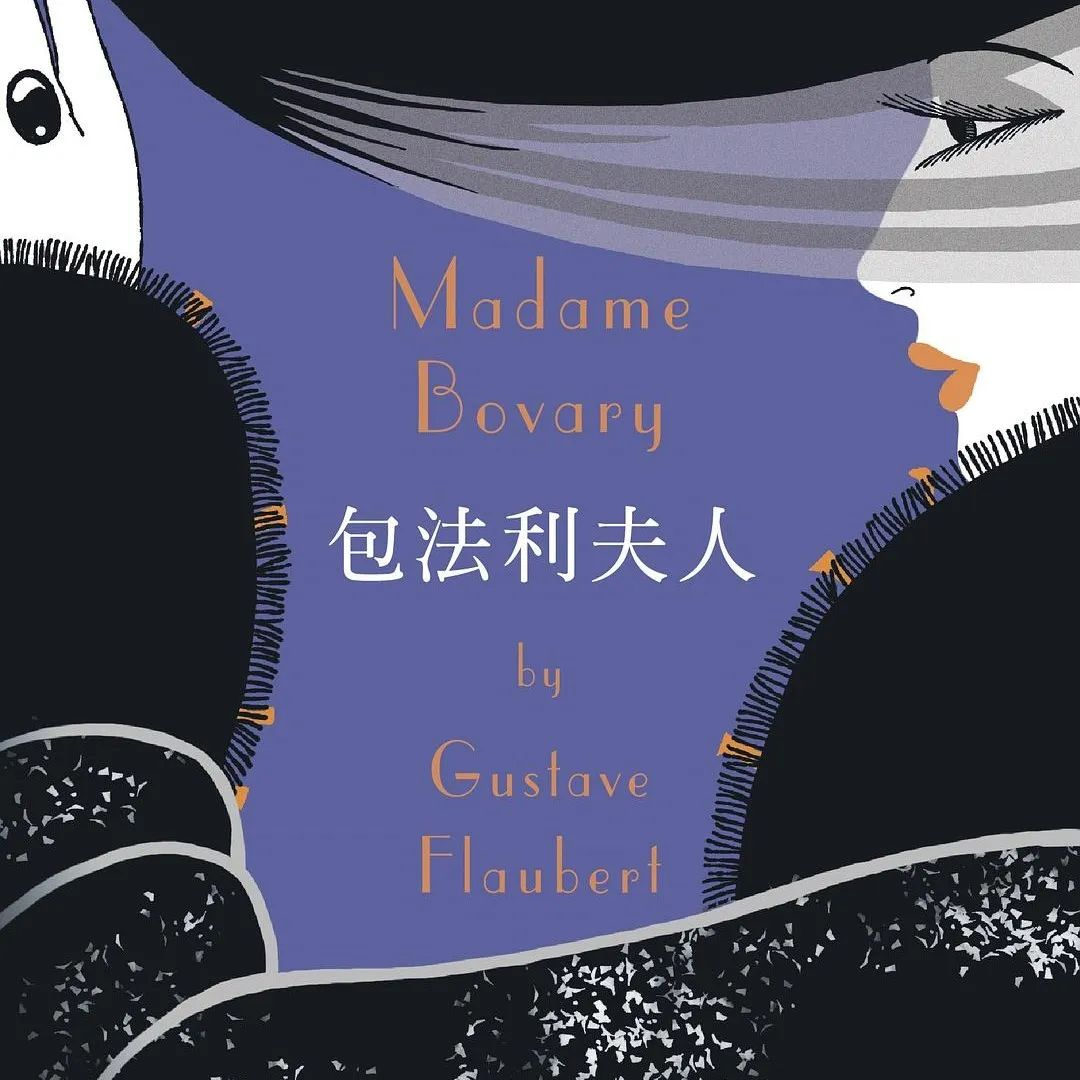 Madame
Bovary
包法利夫人
by
Gustave
Flaubert